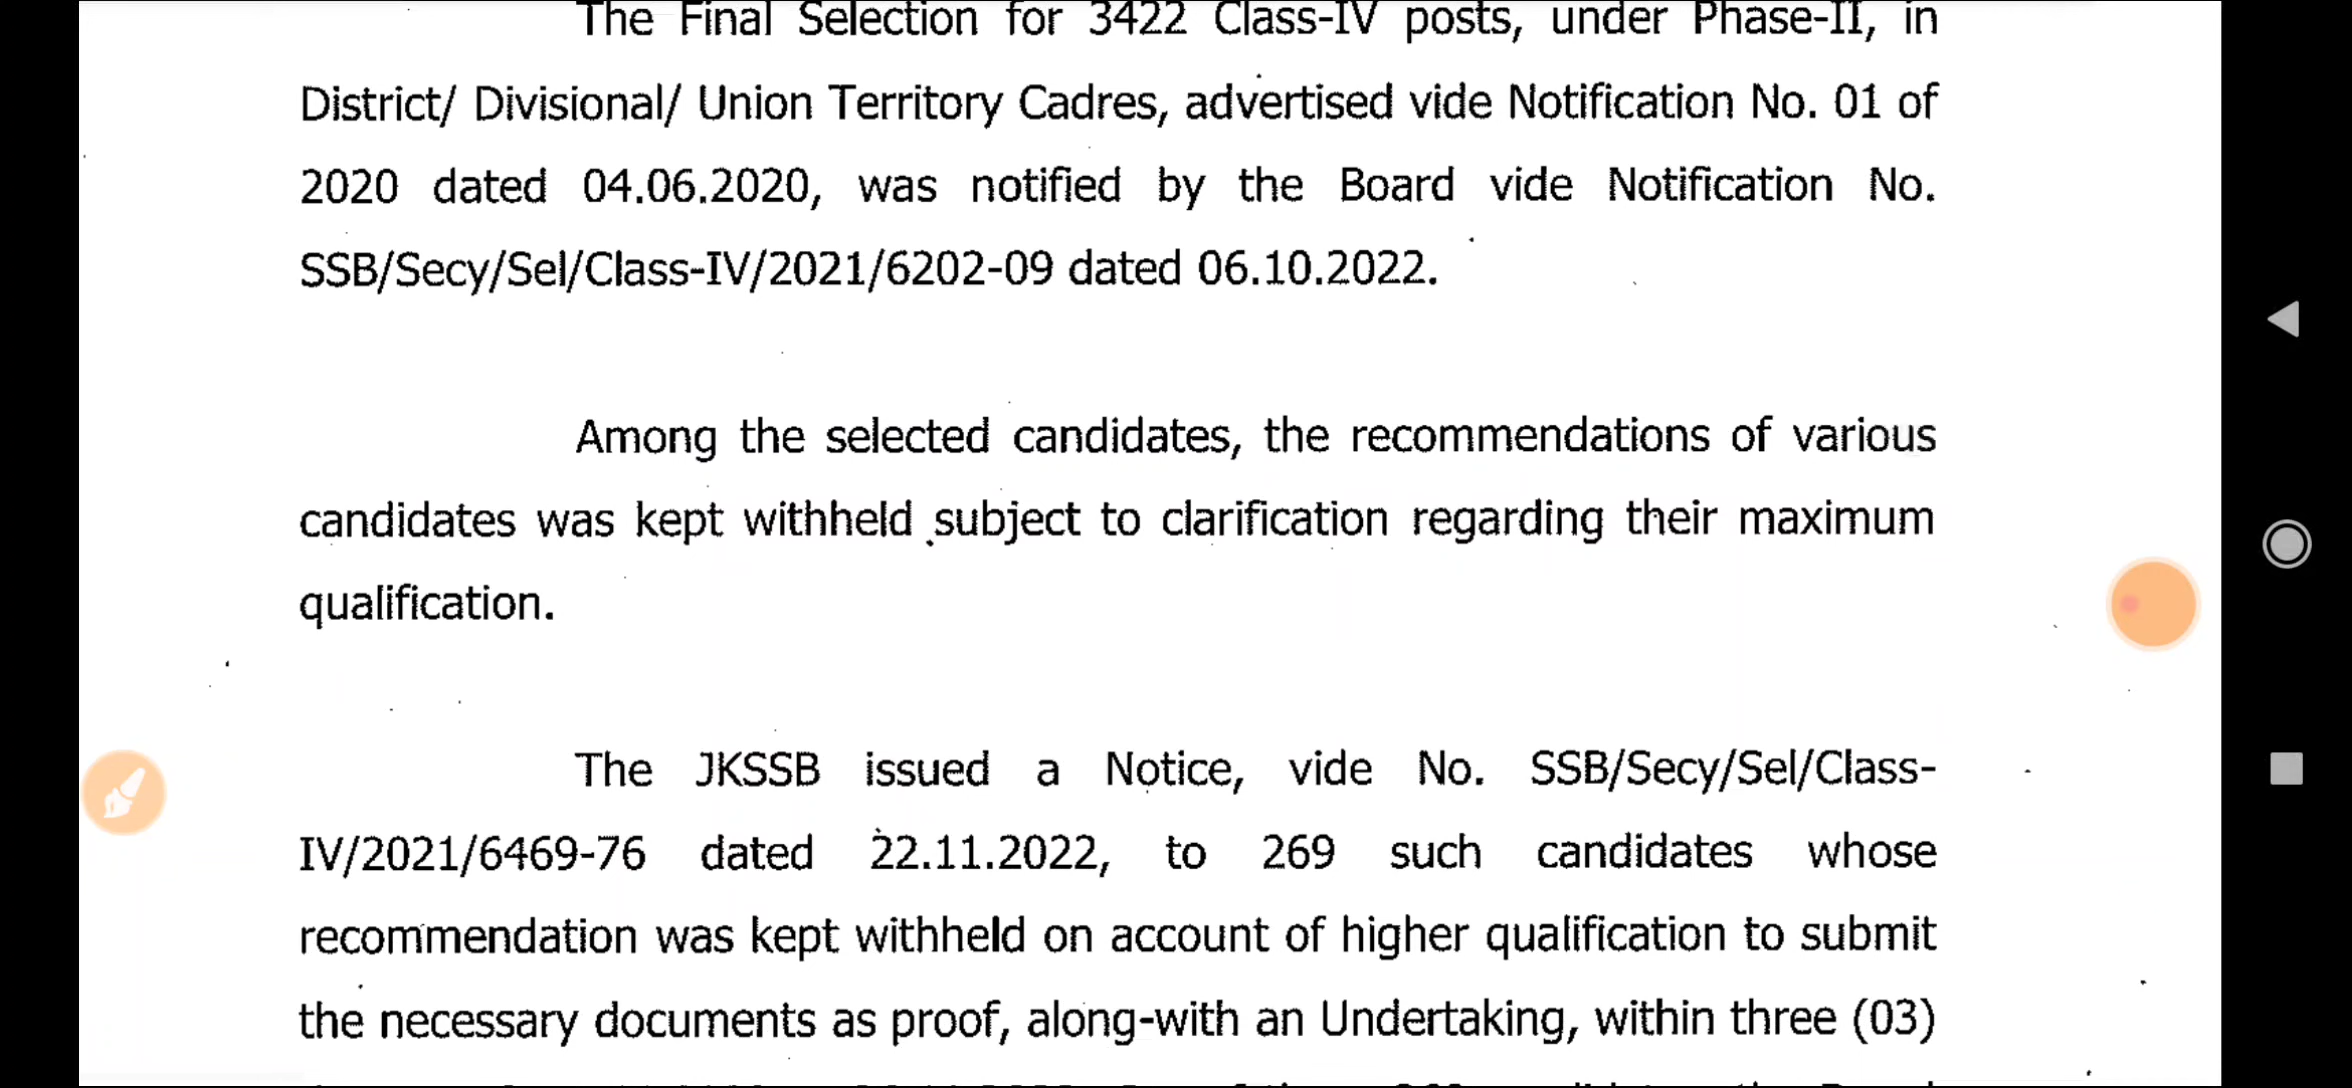 The Final Selection for 3422 Class-IV posts, under Phase-II, in
District/ Divisional/ Union Territory Cadres, advertised vide Notification No. 01 of
2020 dated 04.06.2020, was notified by the Board vide Notification No.
SSB/Secy/Sel/Class-IV/2021/6202-09 dated 06.10.2022.
Among the selected candidates, the recommendations of various
candidates was kept withheld subject to clarification regarding their maximum
qualification.
The JKSSB issued a Notice, vide No. SSB/Secy/Sel/Class-
IV/2021/6469-76 dated 22.11.2022, to 269 such candidates whose
recommendation was kept withheld on account of higher qualification to submit
the necessary documents as proof, along-with an Undertaking, within three (03)